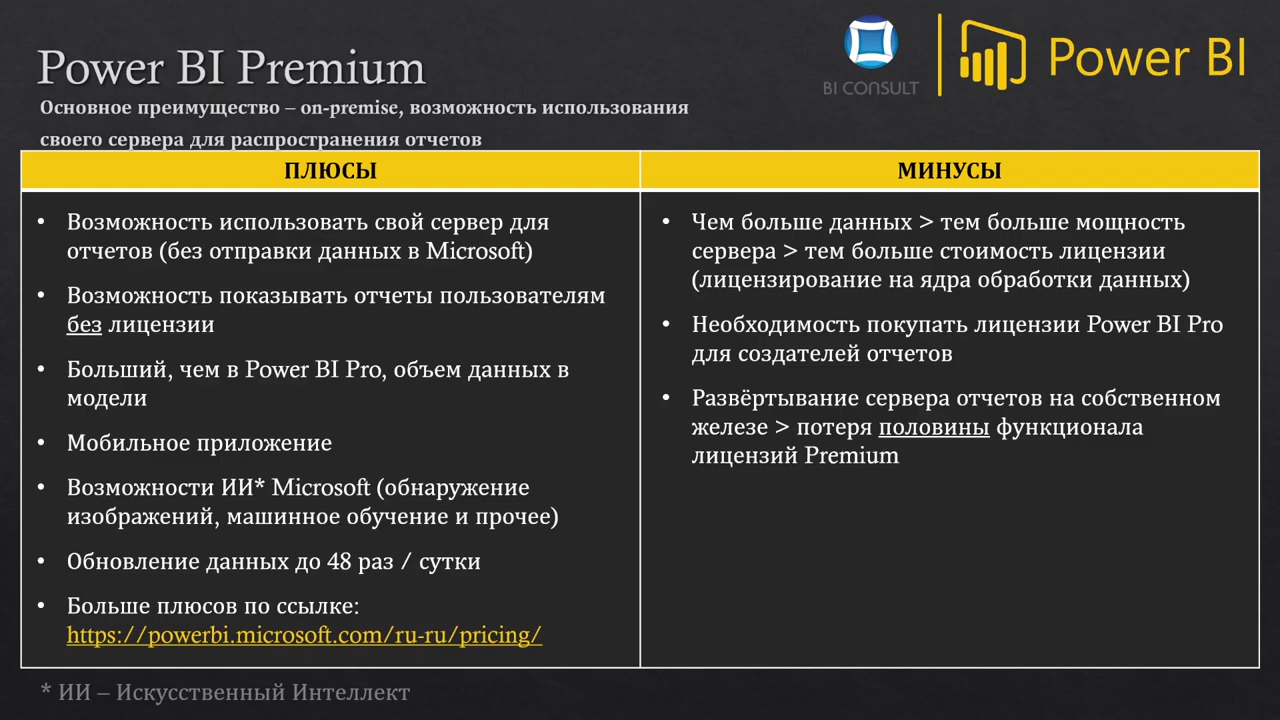 Power BI Premium
Основное преимущество – on-premise, возможность использования
своего сервера для распространения отчетов
BI CONSULT
Power BI
ПЛЮСЫ
• Возможность использовать свой сервер для
отчетов (без отправки данных в Microsoft)
• Возможность показывать отчеты пользователям
без лицензии
• Больший, чем в Power BI Pro, объем данных в
модели
• Мобильное приложение
• Возможности ИИ* Microsoft (обнаружение
изображений, машинное обучение и прочее)
• Обновление данных до 48 раз / сутки
• Больше плюсов по ссылке:
https://powerbi.microsoft.com/ru-ru/pricing/
МИНУСЫ
• Чем больше данных > тем больше мощность
сервера > тем больше стоимость лицензии
(лицензирование на ядра обработки данных)
• Необходимость покупать лицензии Power BI Pro
для создателей отчетов
• Развёртывание сервера отчетов на собственном
железе > потеря половины функционала
лицензий Premium
* ИИ – Искусственный Интеллект